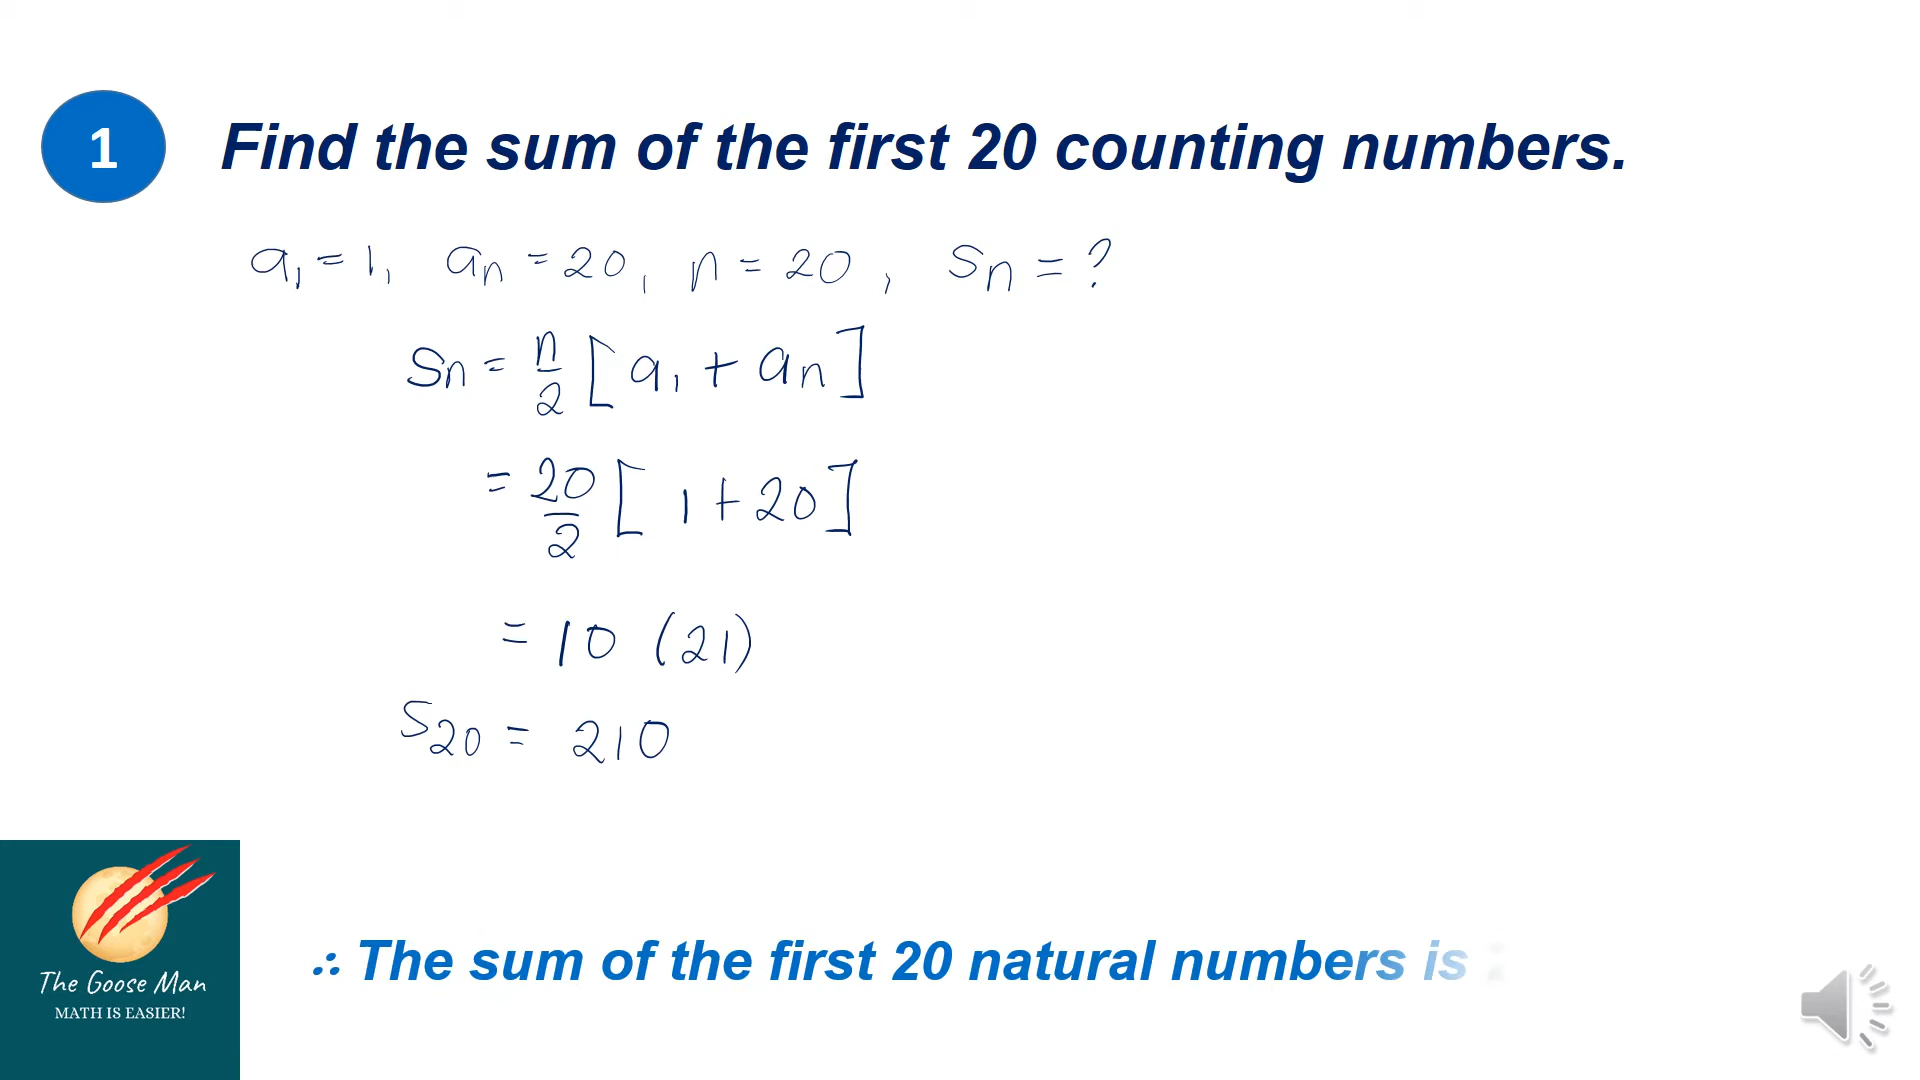 1
Find the sum of the first 20 counting numbers.
a₁ = 1, aₙ = 20, n = 20, Sₙ = ?
Sₙ = n/2 [a₁ + aₙ]
= 20/2 [1 + 20]
= 10 (21)
S₂₀ = 210
∴ The sum of the first 20 natural numbers is
The Goose Man
MATH IS EASIER!